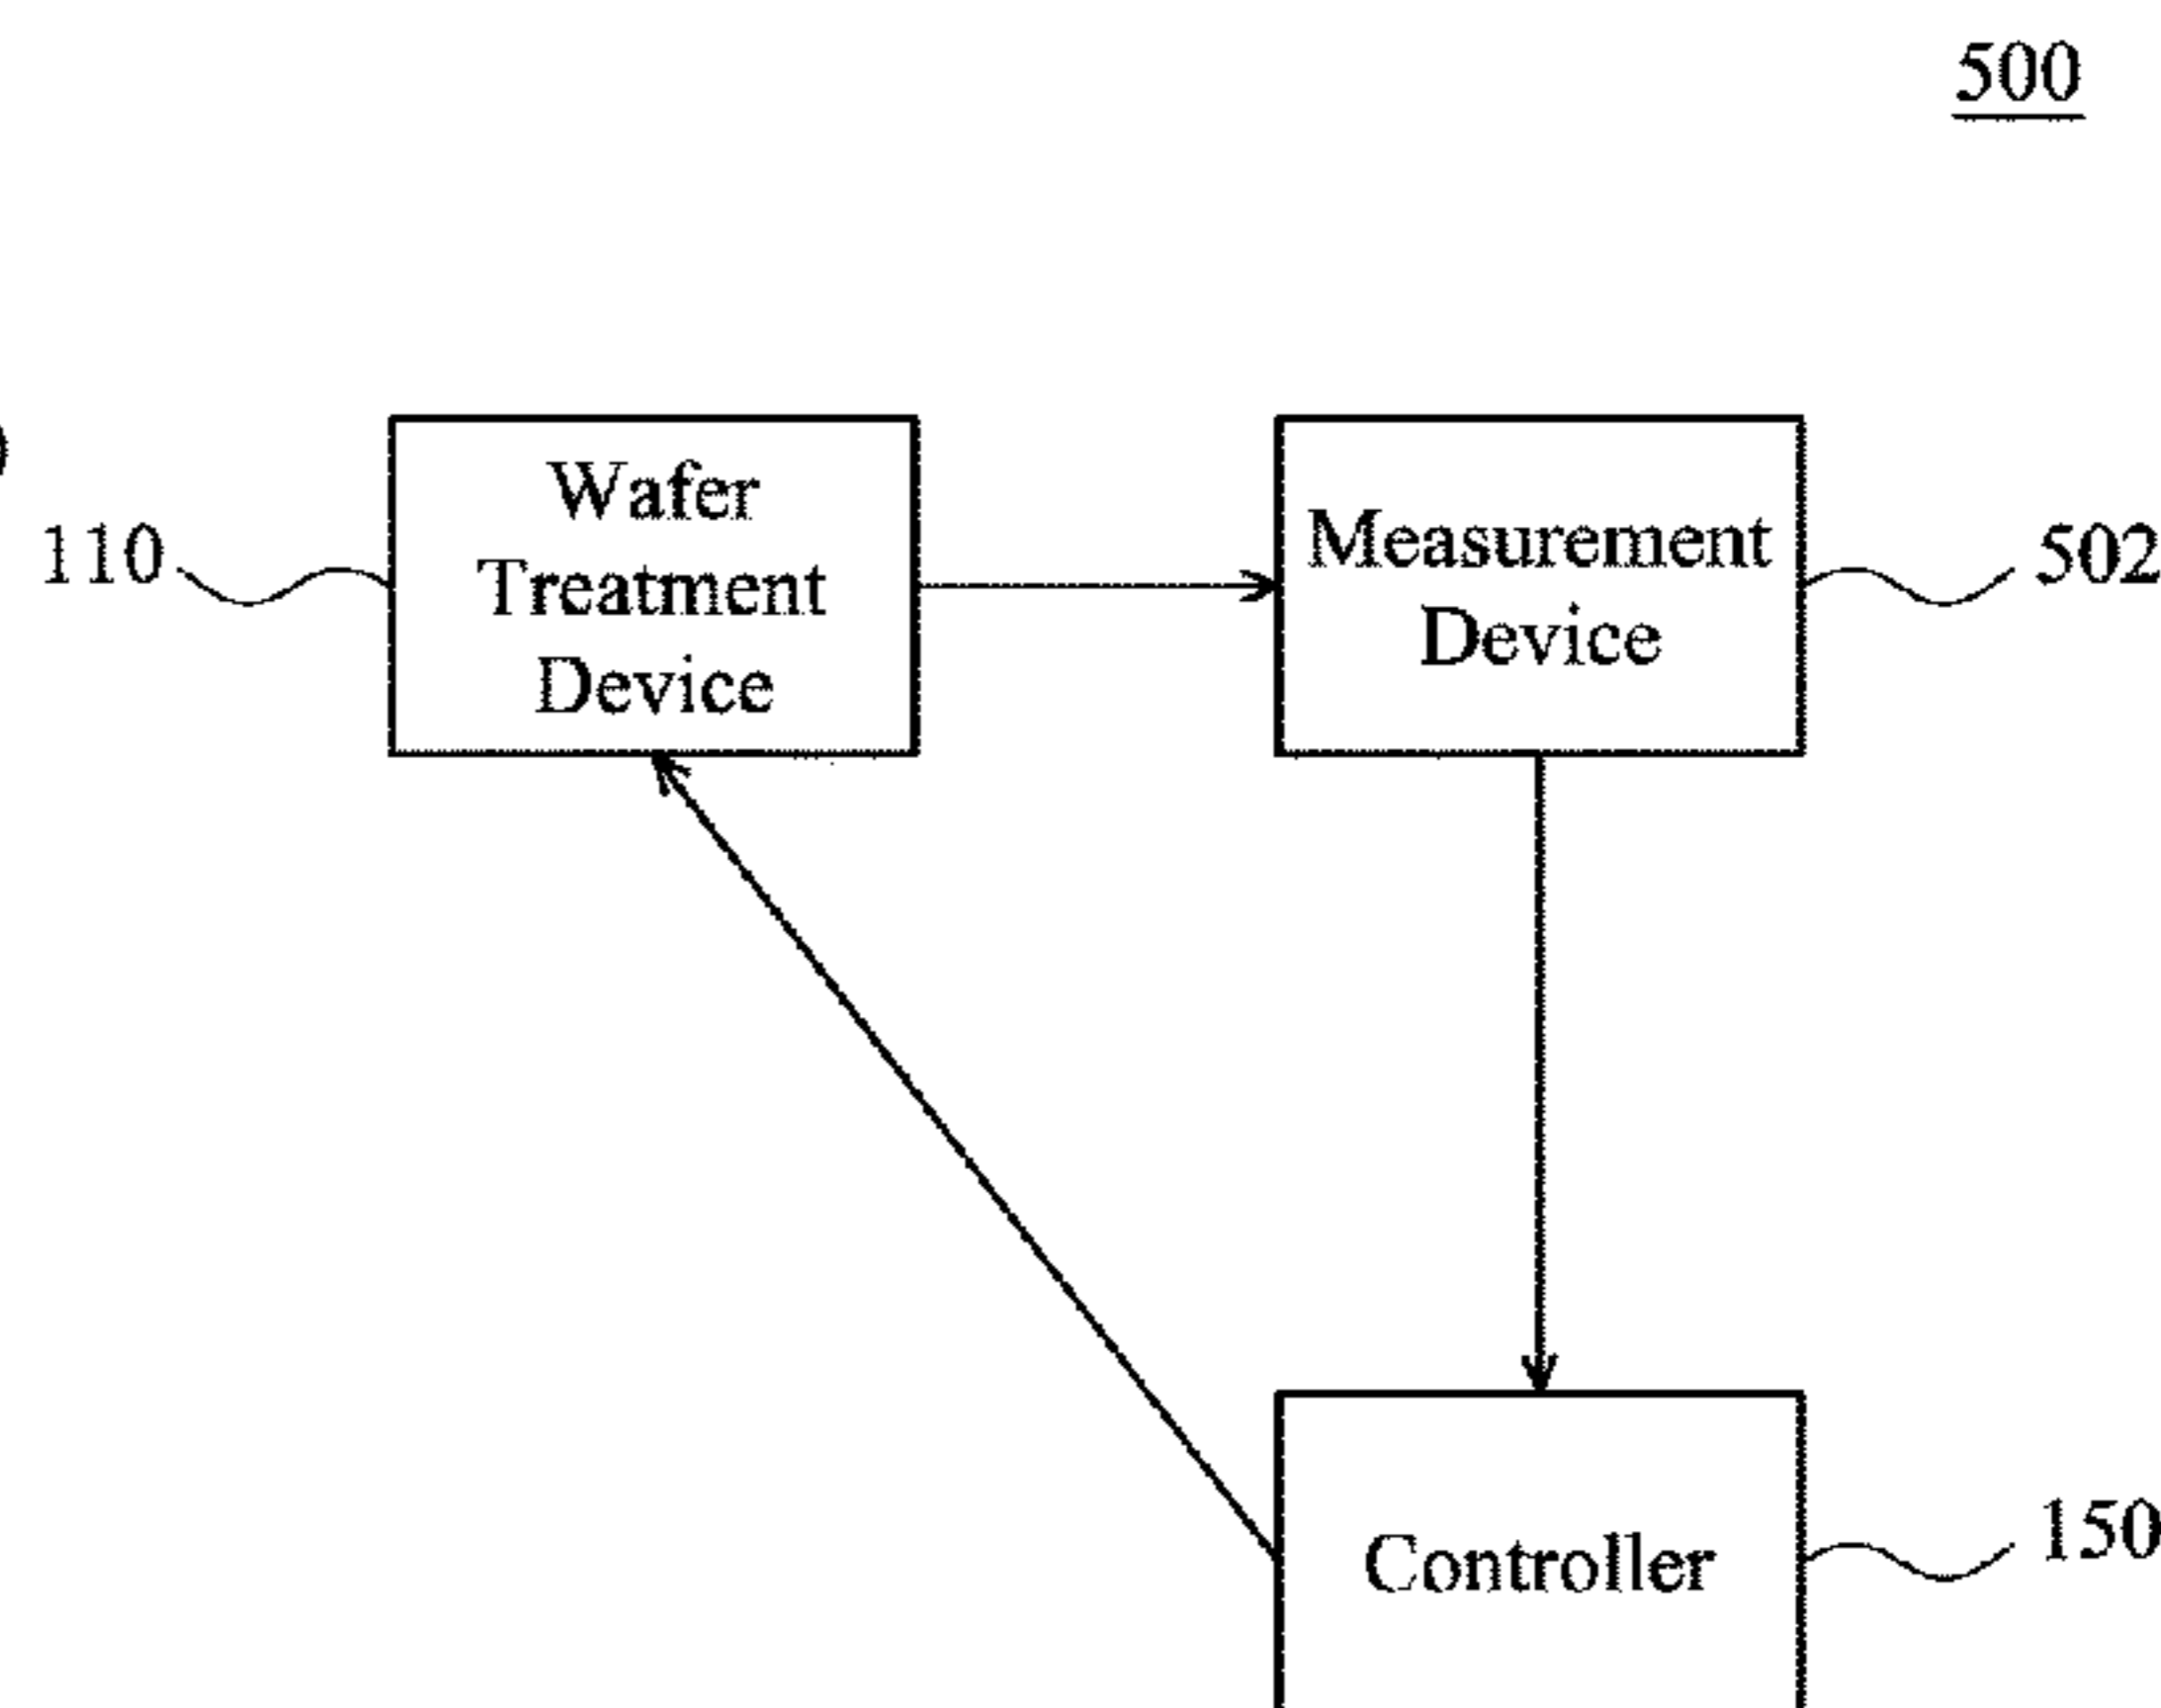 500
Wafer
Treatment
Device
110
Measurement
Device
502
Controller
150